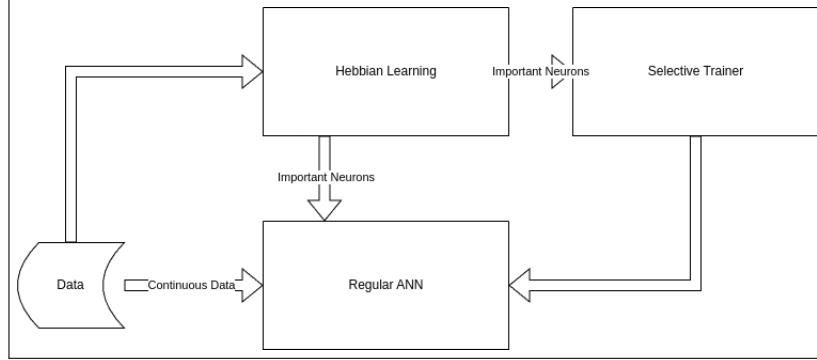 Hebbian Learning
Important Neurons
Selective Trainer
Important Neurons
Data
Continuous Data
Regular ANN